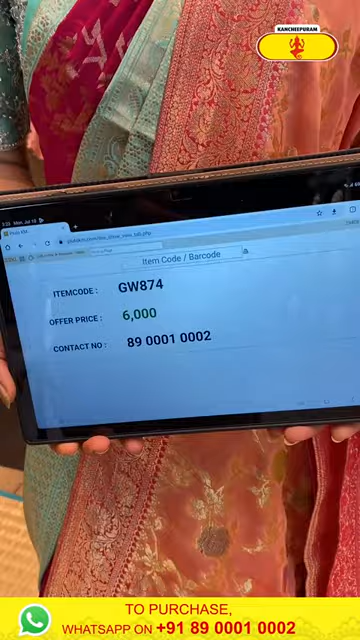 KANCHEEPURAM
Item Code / Barcode
ITEMCODE : GW874
OFFER PRICE : 6,000
CONTACT NO : 89 0001 0002
TO PURCHASE,
WHATSAPP ON +91 89 0001 0002